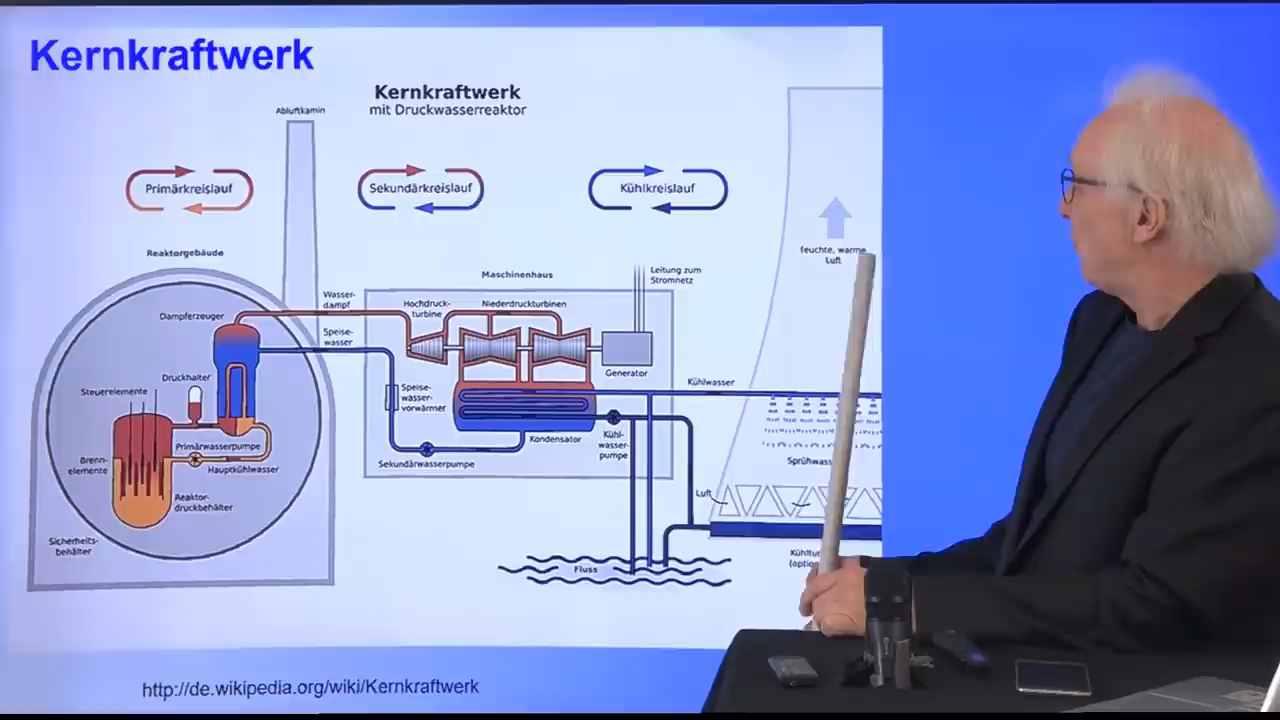 Kernkraftwerk
Kernkraftwerk
mit Druckwasserreaktor
Abluftkamin
Primärkreislauf
Sekundärkreislauf
Kühlkreislauf
Reaktorgebäude
Maschinenhaus
Leitung zum
Stromnetz
feuchte, warme
Luft
Wasser-
dampf
Hochdruck-
turbine
Niederdruckturbinen
Dampferzeuger
Speise-
wasser
Generator
Druckhalter
Steuerelemente
Speise-
wasser-
vorwärmer
Kühlwasser
Primärwasserpumpe
Kondensator
Kühl-
wasser-
pumpe
Brenn-
elemente
Hauptkühlwasser
Sekundärwasserpumpe
Reaktor-
druckbehälter
Luft
Sicherheits-
behälter
Fluss
http://de.wikipedia.org/wiki/Kernkraftwerk